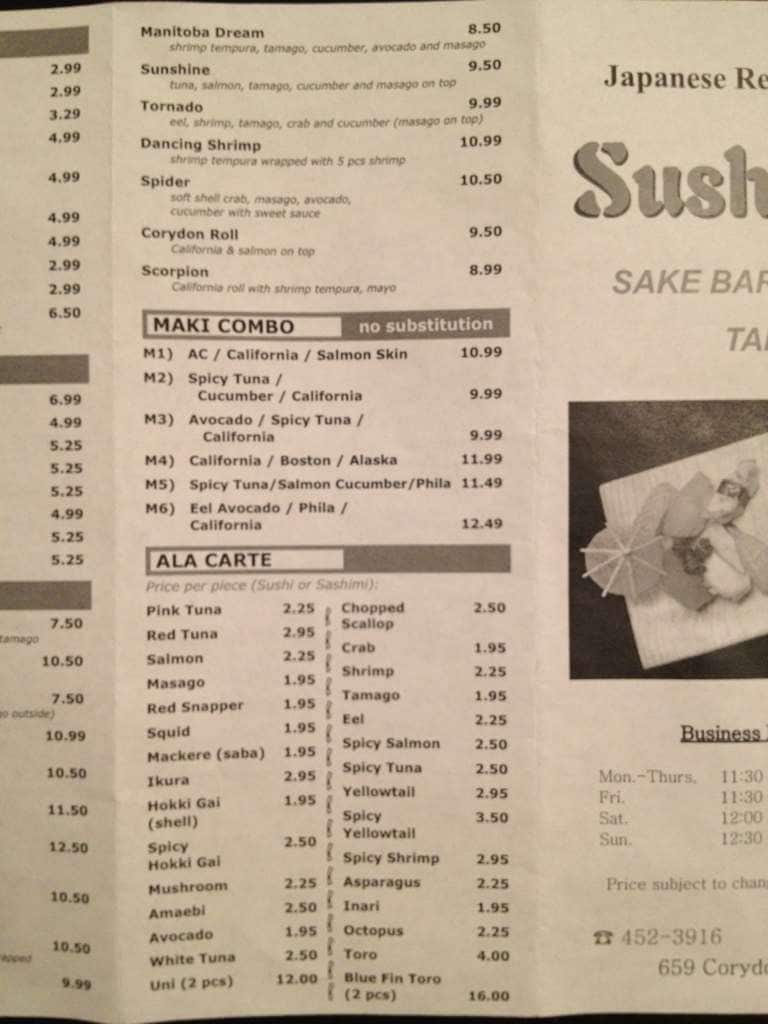 2.99
2.99
3.29
4.99
4.99
4.99
4.99
2.99
2.99
6.50
6.99
4.99
5.25
5.25
5.25
4.99
5.25
5.25
7.50
tamago
10.50
7.50
go outside)
10.99
10.50
11.50
12.50
10.50
10.50
apped
9.99
Manitoba Dream 8.50
shrimp tempura, tamago, cucumber, avocado and masago
Sunshine 9.50
tuna, salmon, tamago, cucumber and masago on top
Tornado 9.99
eel, shrimp, tamago, crab and cucumber (masago on top)
Dancing Shrimp 10.99
shrimp tempura wrapped with 5 pcs shrimp
Spider 10.50
soft shell crab, masago, avocado,
cucumber with sweet sauce
Corydon Roll 9.50
California & salmon on top
Scorpion 8.99
California roll with shrimp tempura, mayo
MAKI COMBO no substitution
M1) AC / California / Salmon Skin 10.99
M2) Spicy Tuna /
Cucumber / California 9.99
M3) Avocado / Spicy Tuna /
California 9.99
M4) California / Boston / Alaska 11.99
M5) Spicy Tuna/Salmon Cucumber/Phila 11.49
M6) Eel Avocado / Phila /
California 12.49
ALA CARTE
Price per piece (Sushi or Sashimi):
Pink Tuna 2.25
Red Tuna 2.95
Salmon 2.25
Masago 1.95
Red Snapper 1.95
Squid 1.95
Mackere (saba) 1.95
Ikura 2.95
Hokki Gai 1.95
(shell)
Spicy 2.50
Hokki Gai
Mushroom 2.25
Amaebi 2.50
Avocado 1.95
White Tuna 2.50
Uni (2 pcs) 12.00
Chopped 2.50
Scallop
Crab 1.95
Shrimp 2.25
Tamago 1.95
Eel 2.25
Spicy Salmon 2.50
Spicy Tuna 2.50
Yellowtail 2.95
Spicy 3.50
Yellowtail
Spicy Shrimp 2.95
Asparagus 2.25
Inari 1.95
Octopus 2.25
Toro 4.00
Blue Fin Toro
(2 pcs) 16.00
Japanese Re
Sush
SAKE BAR
TA
Business
Mon.-Thurs. 11:30
Fri. 11:30
Sat. 12:00
Sun. 12:30
Price subject to chan
☎ 452-3916
659 Corydo